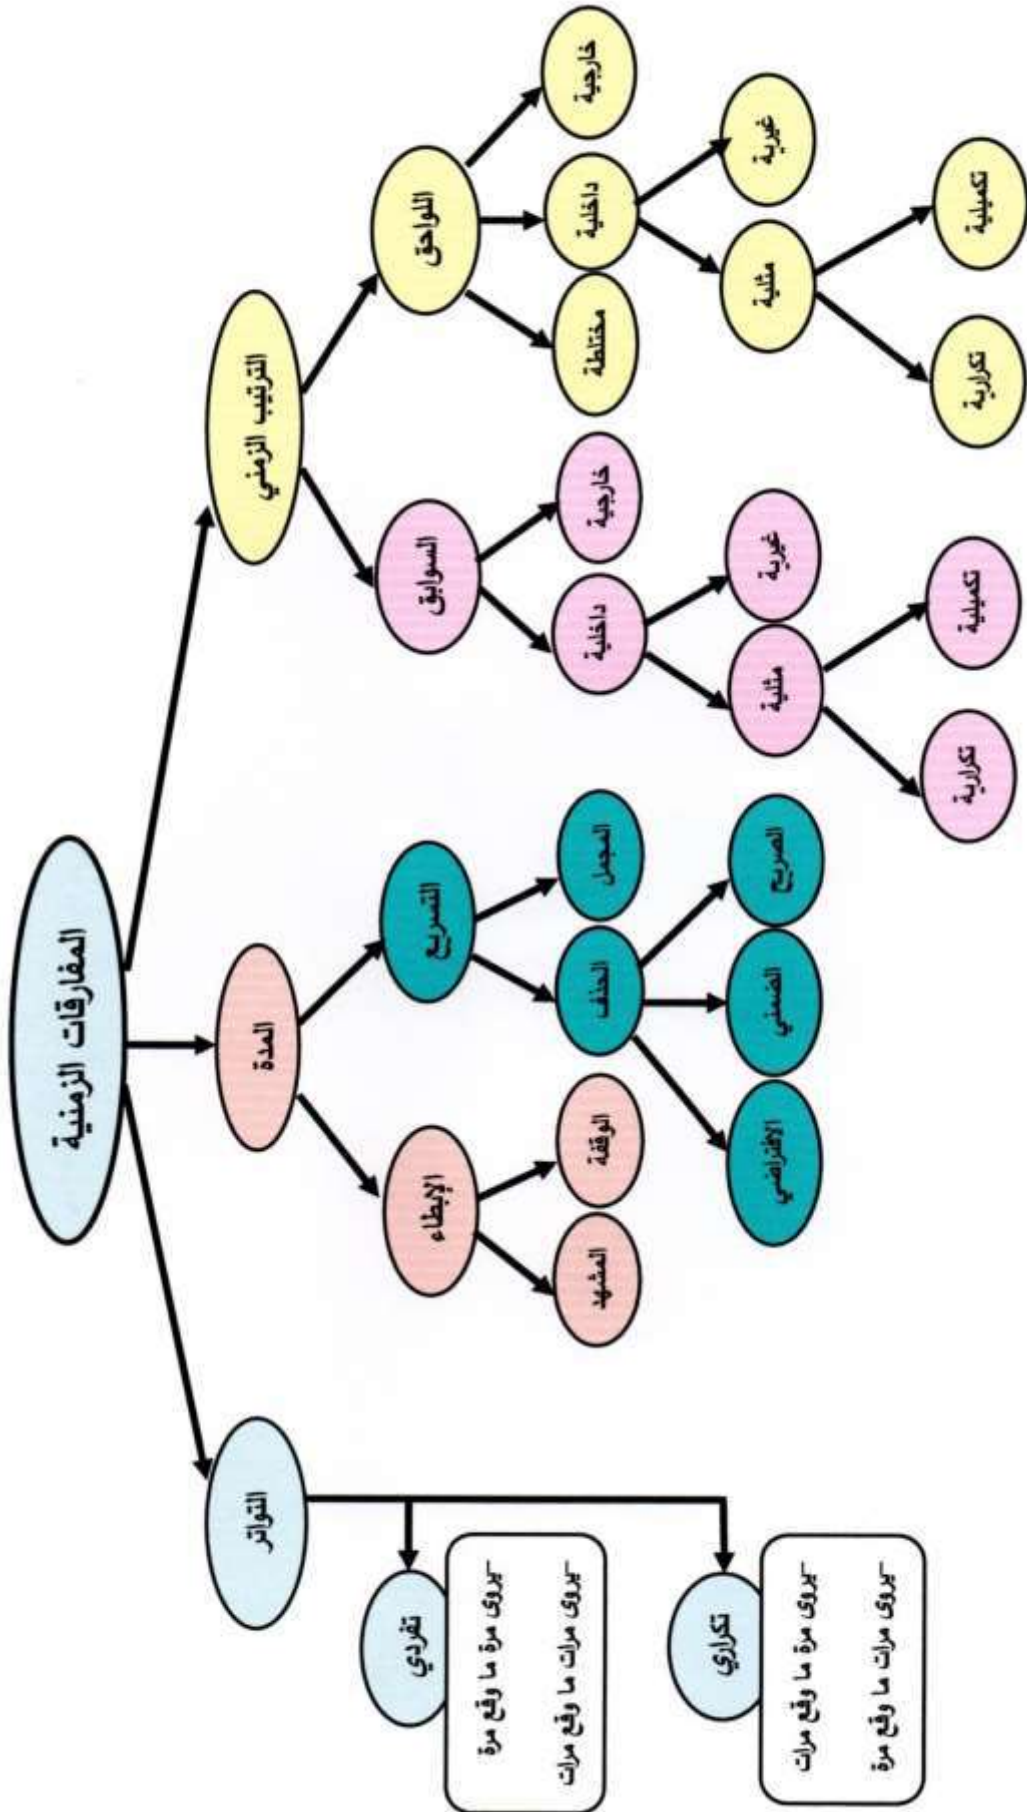 المفارقات الزمنية
الترتيب الزمني
المدة
التواتر
اللواحق
السوابق
التسريع
الإبطاء
تفردي
-يروى مرة ما وقع مرة
-يروى مرات ما وقع مرات
خارجية
داخلية
مختلطة
خارجية
داخلية
المجمل
الحذف
الوقفة
المشهد
تكراري
-يروى مرة ما وقع مرات
-يروى مرات ما وقع مرة
غيرية
مثلية
غيرية
مثلية
الصريح
الضمني
الافتراضي
تكميلية
تكرارية
تكميلية
تكرارية